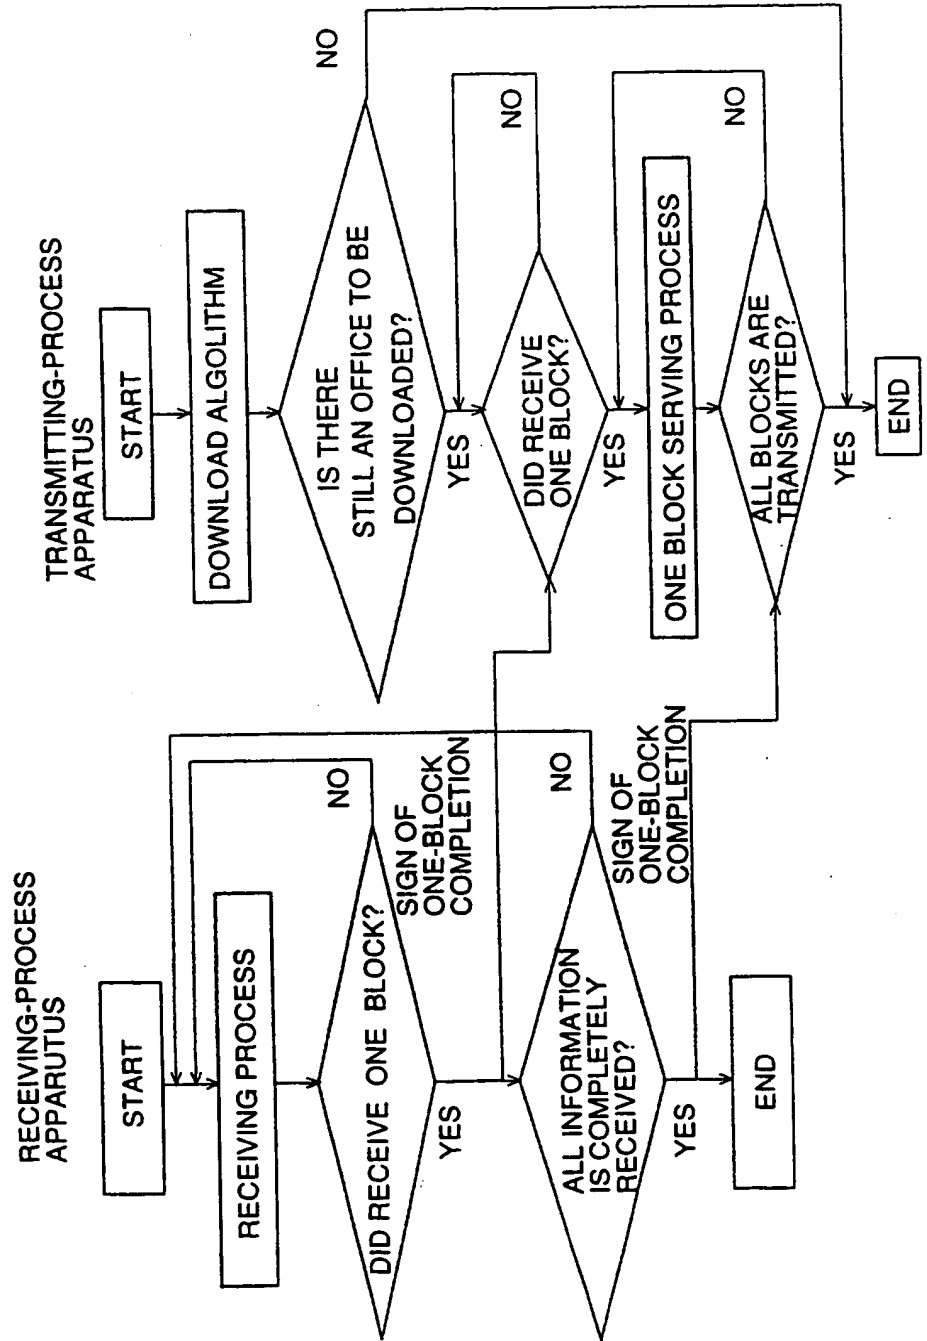 RECEIVING-PROCESS
APPARUTUS
START
RECEIVING PROCESS
DID RECEIVE ONE BLOCK?
NO
YES
SIGN OF
ONE-BLOCK
COMPLETION
ALL INFORMATION
IS COMPLETELY
RECEIVED?
NO
YES
SIGN OF
ONE-BLOCK
COMPLETION
END
TRANSMITTING-PROCESS
APPARATUS
START
DOWNLOAD ALGOLITHM
IS THERE
STILL AN OFFICE TO BE
DOWNLOADED?
NO
YES
DID RECEIVE
ONE BLOCK?
NO
YES
ONE BLOCK SERVING PROCESS
ALL BLOCKS ARE
TRANSMITTED?
NO
YES
END